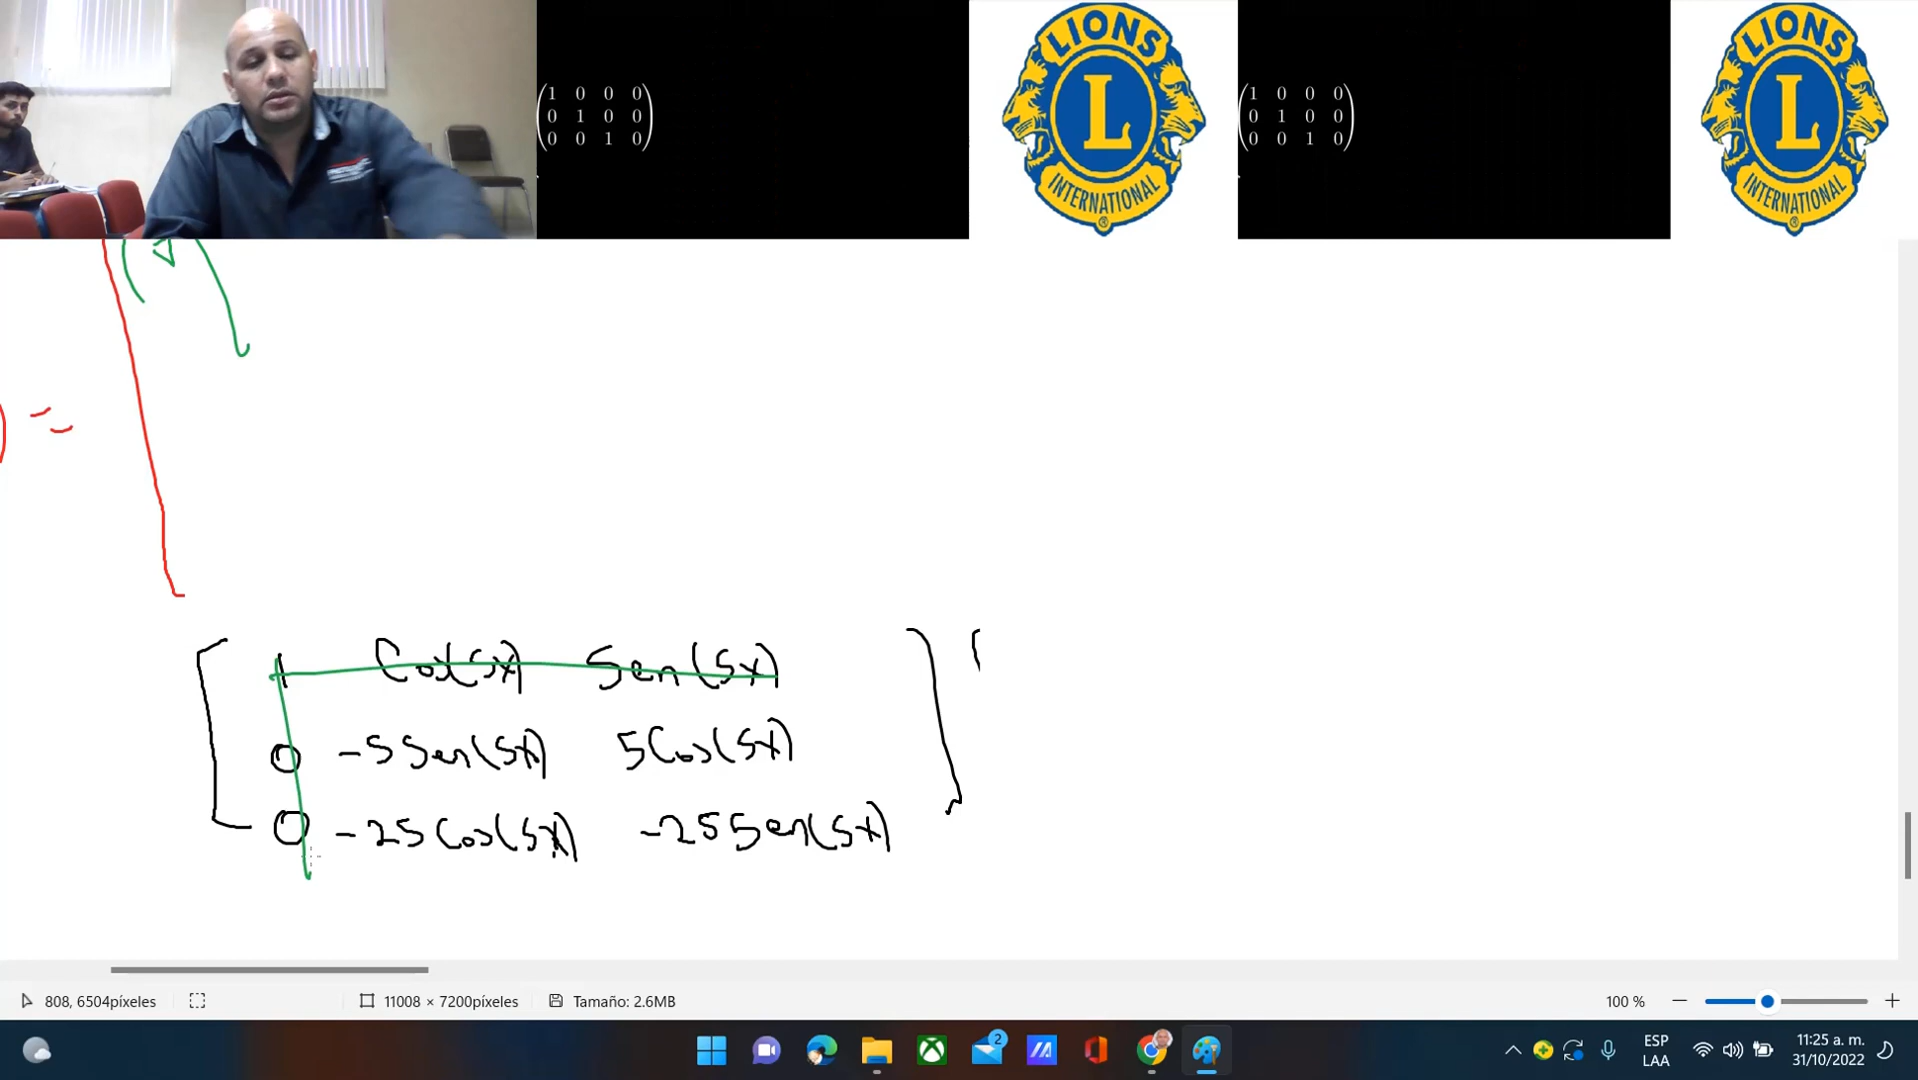 LIONS
L
INTERNATIONAL
®
LIONS
L
INTERNATIONAL
®
1 0 0 0
0 1 0 0
0 0 1 0
1 0 0 0
0 1 0 0
0 0 1 0
) =
1 Cos(5x) Sen(5x)
0 -5Sen(5x) 5Cos(5x)
0 -25Cos(5x) -25Sen(5x)
808, 6504píxeles
11008 × 7200píxeles
Tamaño: 2.6MB
100 %
2
ESP
LAA
11:25 a. m.
31/10/2022